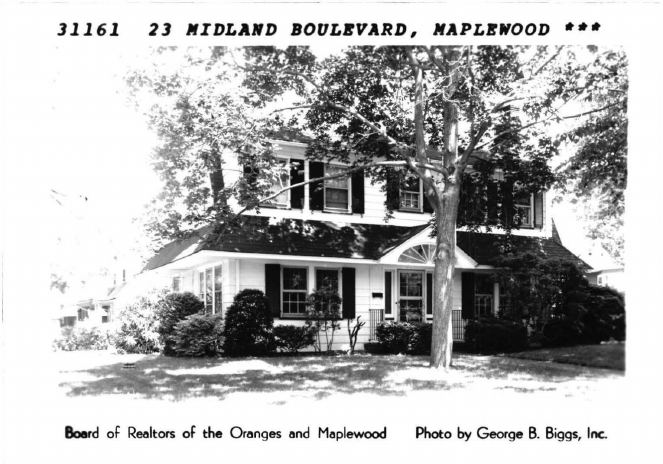 31161 23 MIDLAND BOULEVARD, MAPLEWOOD ***
Board of Realtors of the Oranges and Maplewood Photo by George B. Biggs, Inc.